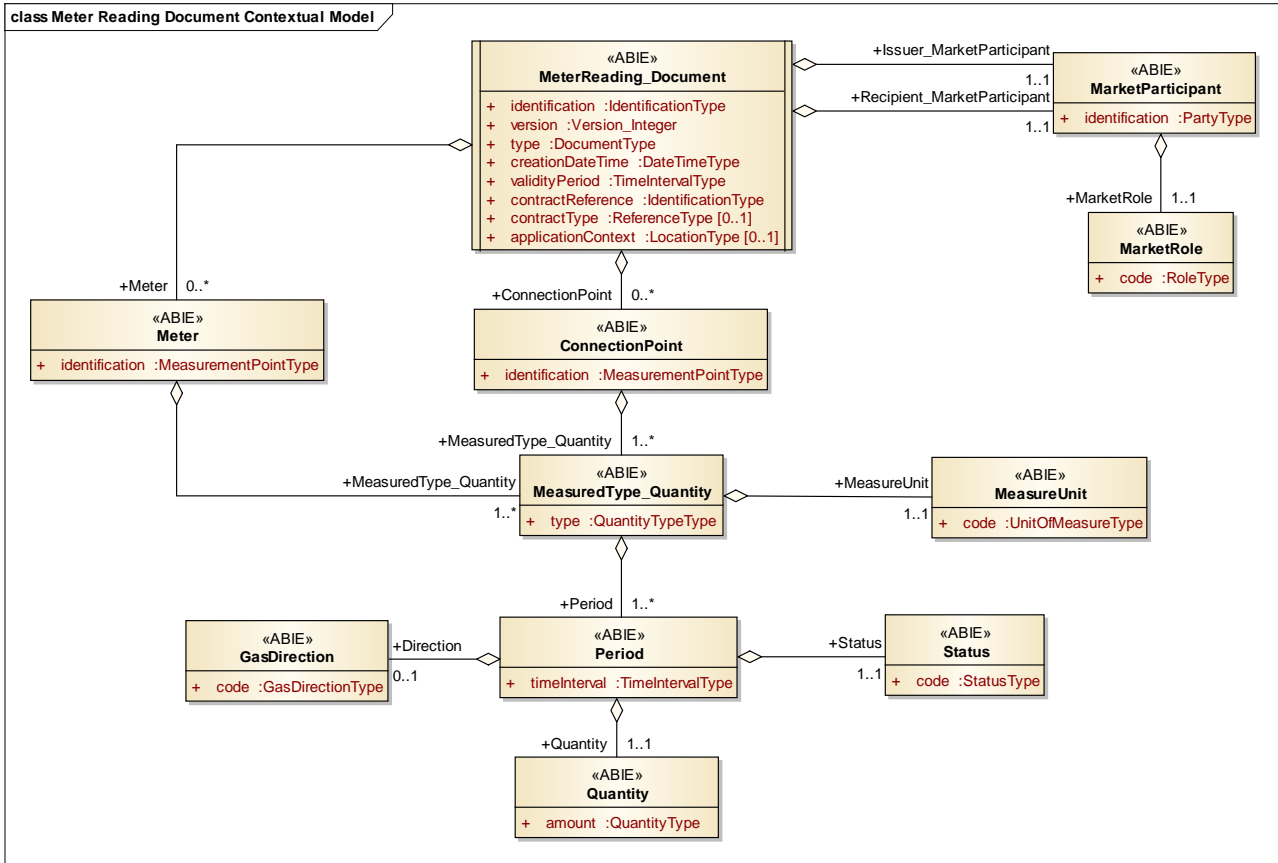 class Meter Reading Document Contextual Model
«ABIE»
MeterReading_Document
+ identification :IdentificationType
+ version :Version_Integer
+ type :DocumentType
+ creationDateTime :DateTimeType
+ validityPeriod :TimeIntervalType
+ contractReference :IdentificationType
+ contractType :ReferenceType [0..1]
+ applicationContext :LocationType [0..1]
+Issuer_MarketParticipant
1..1
+Recipient_MarketParticipant
1..1
«ABIE»
MarketParticipant
+ identification :PartyType
+MarketRole 1..1
«ABIE»
MarketRole
+ code :RoleType
+Meter 0..*
«ABIE»
Meter
+ identification :MeasurementPointType
+ConnectionPoint 0..*
«ABIE»
ConnectionPoint
+ identification :MeasurementPointType
+MeasuredType_Quantity 1..*
+MeasuredType_Quantity
1..*
«ABIE»
MeasuredType_Quantity
+ type :QuantityTypeType
+MeasureUnit
1..1
«ABIE»
MeasureUnit
+ code :UnitOfMeasureType
+Period 1..*
«ABIE»
GasDirection
+ code :GasDirectionType
+Direction
0..1
«ABIE»
Period
+ timeInterval :TimeIntervalType
+Status
1..1
«ABIE»
Status
+ code :StatusType
+Quantity 1..1
«ABIE»
Quantity
+ amount :QuantityType